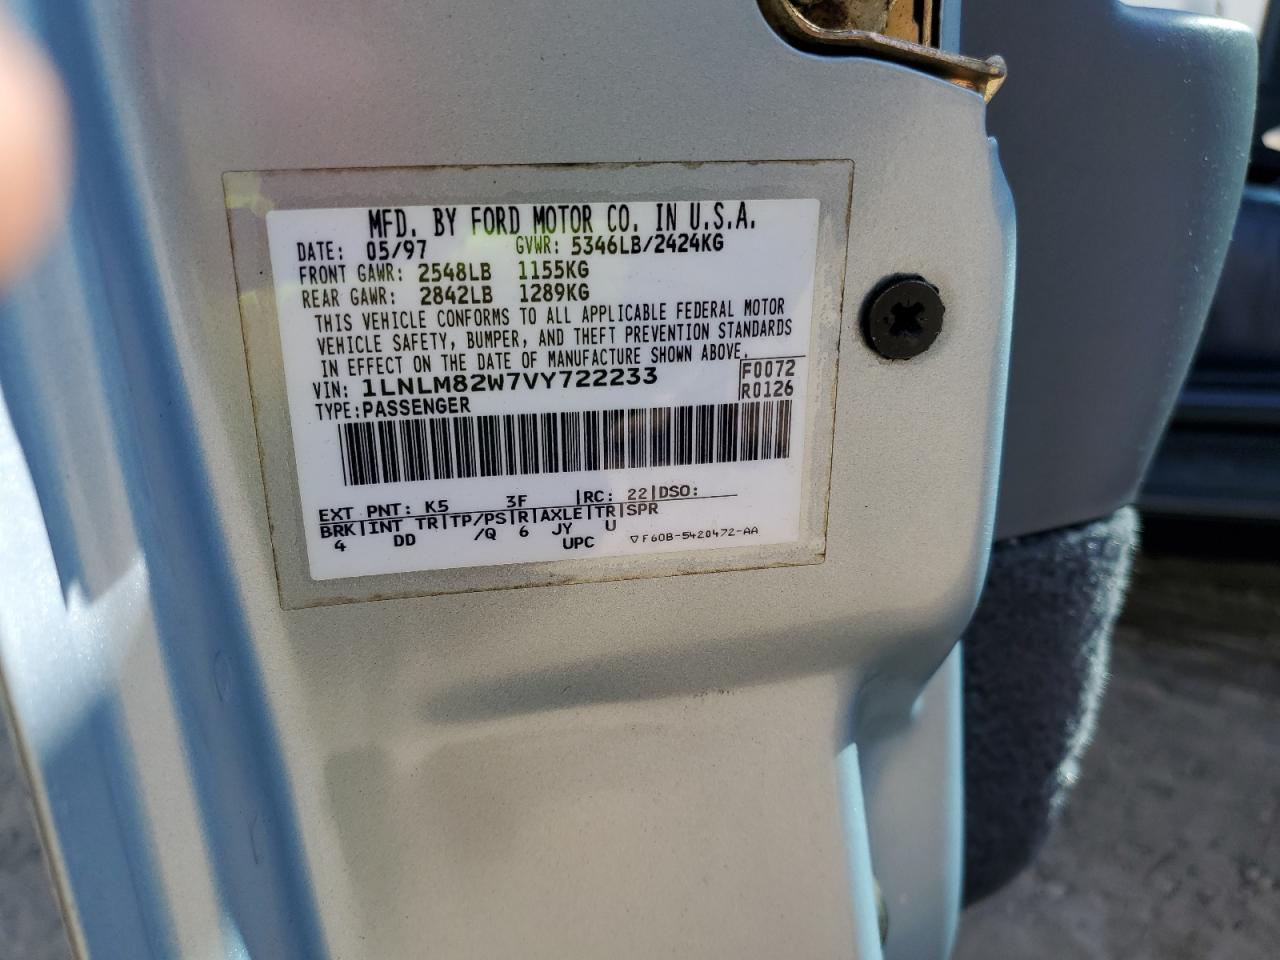 MFD. BY FORD MOTOR CO. IN U.S.A.
DATE: 05/97 GVWR: 5346LB/2424KG
FRONT GAWR: 2548LB 1155KG
REAR GAWR: 2842LB 1289KG
THIS VEHICLE CONFORMS TO ALL APPLICABLE FEDERAL MOTOR
VEHICLE SAFETY, BUMPER, AND THEFT PREVENTION STANDARDS
IN EFFECT ON THE DATE OF MANUFACTURE SHOWN ABOVE.
VIN: 1LNLM82W7VY722233 F0072
TYPE: PASSENGER R0126
EXT PNT: K5 3F |RC: 22|DSO:
BRK|INT TR|TP/PS|R|AXLE|TR|SPR
4 DD /Q 6 JY U
UPC ▽F60B-5420472-AA